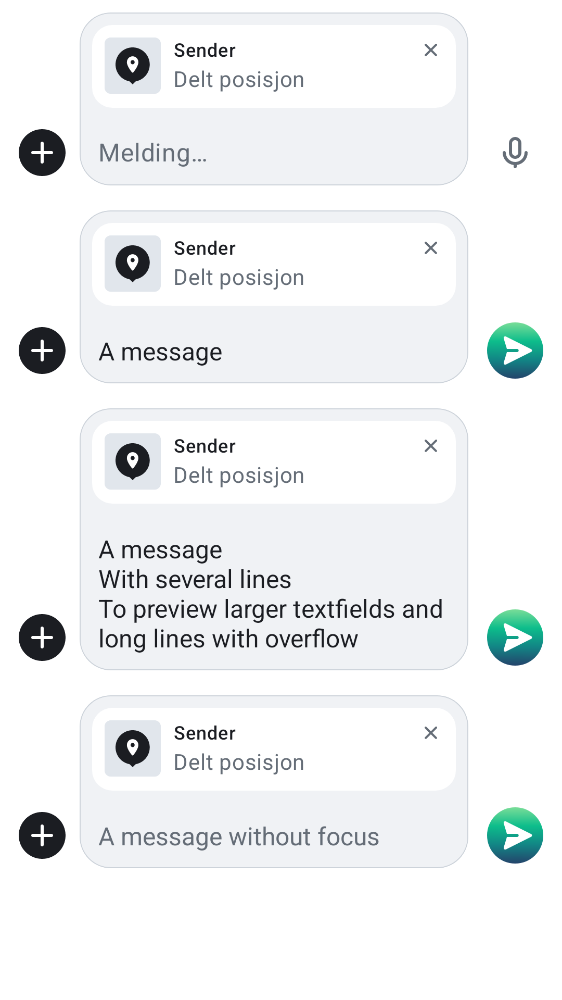 Sender
Delt posisjon
Melding…
Sender
Delt posisjon
A message
Sender
Delt posisjon
A message
With several lines
To preview larger textfields and
long lines with overflow
Sender
Delt posisjon
A message without focus